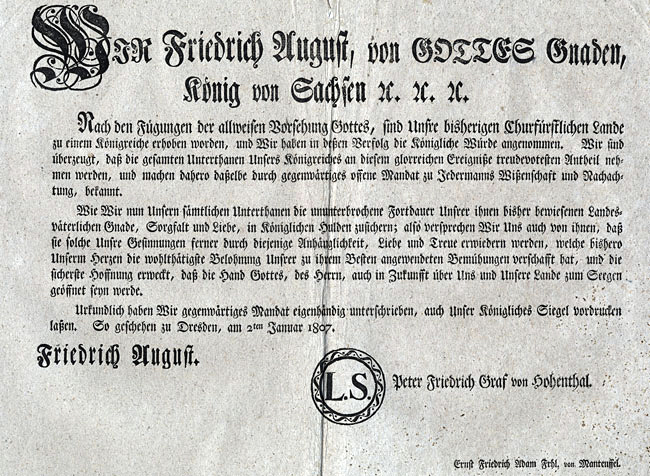 WIR Friedrich August, von GOTTES Gnaden,
König von Sachsen ꝛc. ꝛc. ꝛc.
Nach den Fügungen der allweisen Vorsehung Gottes, sind Unsre bisherigen Churfürstlichen Lande
zu einem Königreiche erhoben worden, und Wir haben in deßen Verfolg die Königliche Würde angenommen. Wir sind
überzeugt, daß die gesamten Unterthanen Unsers Königreiches an diesem glorreichen Ereigniße treudevotesten Antheil neh-
men werden, und machen dahero daßelbe durch gegenwärtiges offene Mandat zu Jedermanns Wißenschaft und Nachach-
tung, bekannt.
Wie Wir nun Unsern sämtlichen Unterthanen die ununterbrochene Fortdauer Unsrer ihnen bisher bewiesenen Landes-
väterlichen Gnade, Sorgfalt und Liebe, in Königlichen Hulden zusichern; also versprechen Wir Uns auch von ihnen, daß
sie solche Unsre Gesinnungen ferner durch diejenige Anhänglichkeit, Liebe und Treue erwiedern werden, welche bishero
Unserm Herzen die wohlthätigste Belohnung Unsrer zu ihrem Besten angewendeten Bemühungen verschafft hat, und die
sicherste Hoffnung erweckt, daß die Hand Gottes, des Herrn, auch in Zukunfft über Uns und Unsre Lande zum Seegen
geöffnet seyn werde.
Urkundlich haben Wir gegenwärtiges Mandat eigenhändig unterschrieben, auch Unser Königliches Siegel vordrucken
laßen. So geschehen zu Dresden, am 2ten Januar 1807.
Friedrich August.
L.S.
Peter Friedrich Graf von Hohenthal.
Ernst Friedrich Adam Frhl. von Manteuffel.